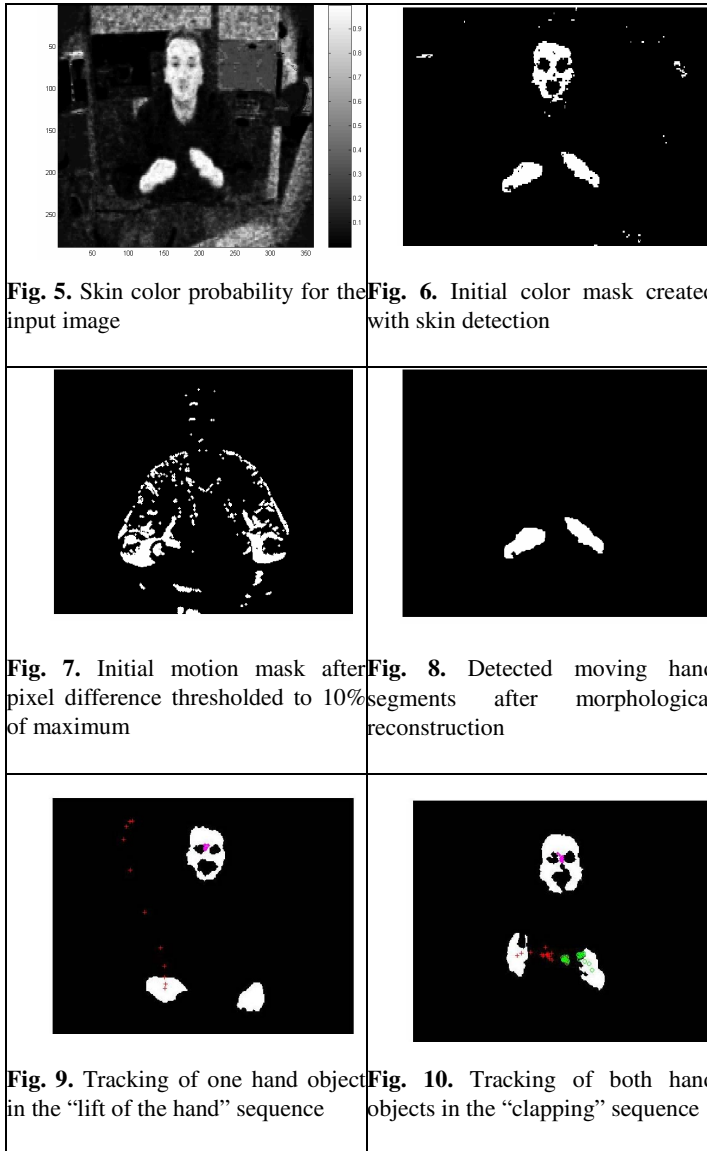 50
100
150
200
250
50 100 150 200 250 300 350
0.9
0.8
0.7
0.6
0.5
0.4
0.3
0.2
0.1
Fig. 5. Skin color probability for the
input image
Fig. 6. Initial color mask created
with skin detection
Fig. 7. Initial motion mask after
pixel difference thresholded to 10%
of maximum
Fig. 8. Detected moving hand
segments after morphologica
reconstruction
Fig. 9. Tracking of one hand object
in the “lift of the hand” sequence
Fig. 10. Tracking of both hand
objects in the “clapping” sequence